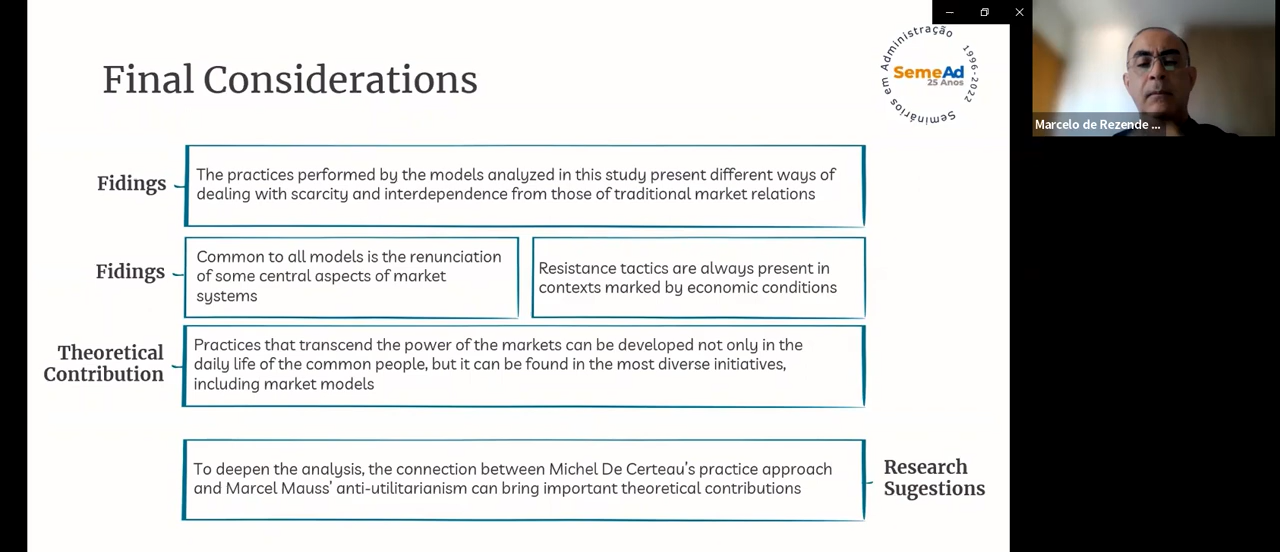 Final Considerations
Seminários em Administração 1996-2022
SemeAd
25 Anos
Marcelo de Rezende ...
Fidings
The practices performed by the models analyzed in this study present different ways of
dealing with scarcity and interdependence from those of traditional market relations
Fidings
Common to all models is the renunciation
of some central aspects of market
systems
Resistance tactics are always present in
contexts marked by economic conditions
Theoretical
Contribution
Practices that transcend the power of the markets can be developed not only in the
daily life of the common people, but it can be found in the most diverse initiatives,
including market models
To deepen the analysis, the connection between Michel De Certeau's practice approach
and Marcel Mauss' anti-utilitarianism can bring important theoretical contributions
Research
Sugestions